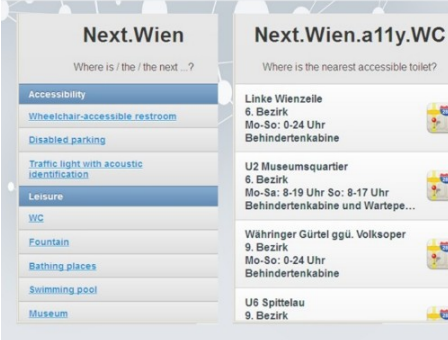 Next.Wien
Where is / the / the next ...?
Accessibility
Wheelchair-accessible restroom
Disabled parking
Traffic light with acoustic
identification
Leisure
WC
Fountain
Bathing places
Swimming pool
Museum
Next.Wien.a11y.WC
Where is the nearest accessible toilet?
Linke Wienzeile
6. Bezirk
Mo-So: 0-24 Uhr
Behindertenkabine
U2 Museumsquartier
6. Bezirk
Mo-Sa: 8-19 Uhr So: 8-17 Uhr
Behindertenkabine und Wartepe...
Währinger Gürtel ggü. Volksoper
9. Bezirk
Mo-So: 0-24 Uhr
Behindertenkabine
U6 Spittelau
9. Bezirk